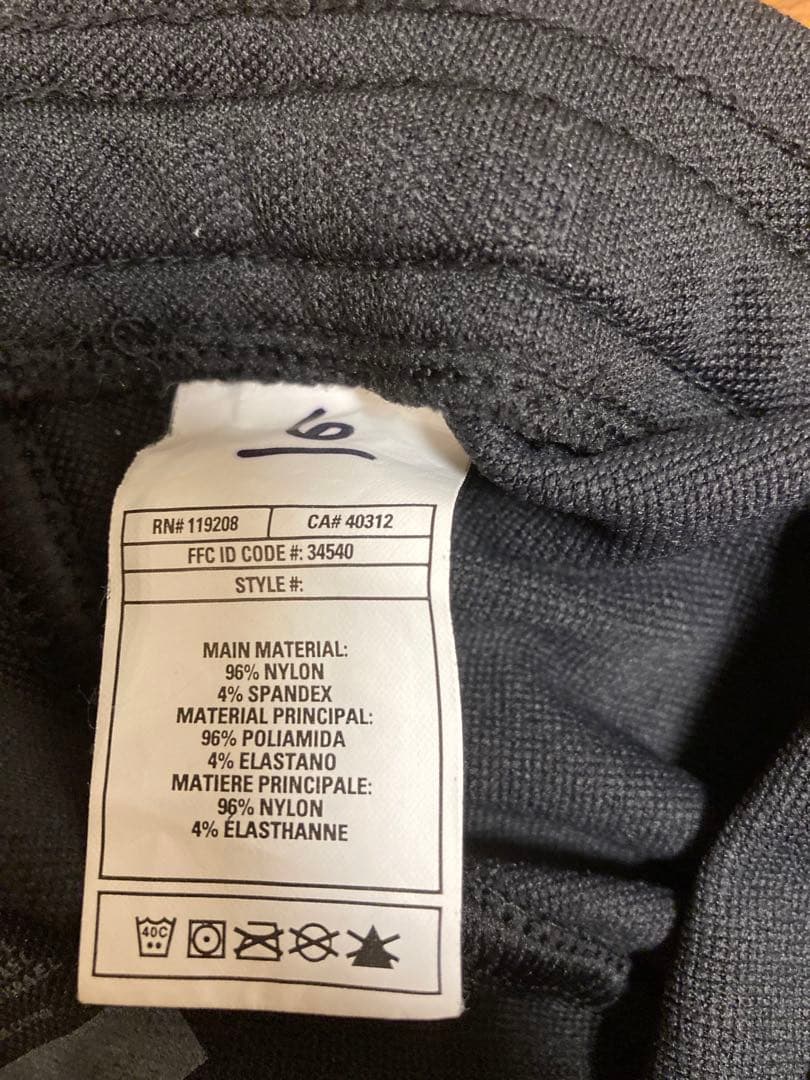 6
RN# 119208 CA# 40312
FFC ID CODE #: 34540
STYLE #:
MAIN MATERIAL:
96% NYLON
4% SPANDEX
MATERIAL PRINCIPAL:
96% POLIAMIDA
4% ELASTANO
MATIERE PRINCIPALE:
96% NYLON
4% ÉLASTHANNE
40C